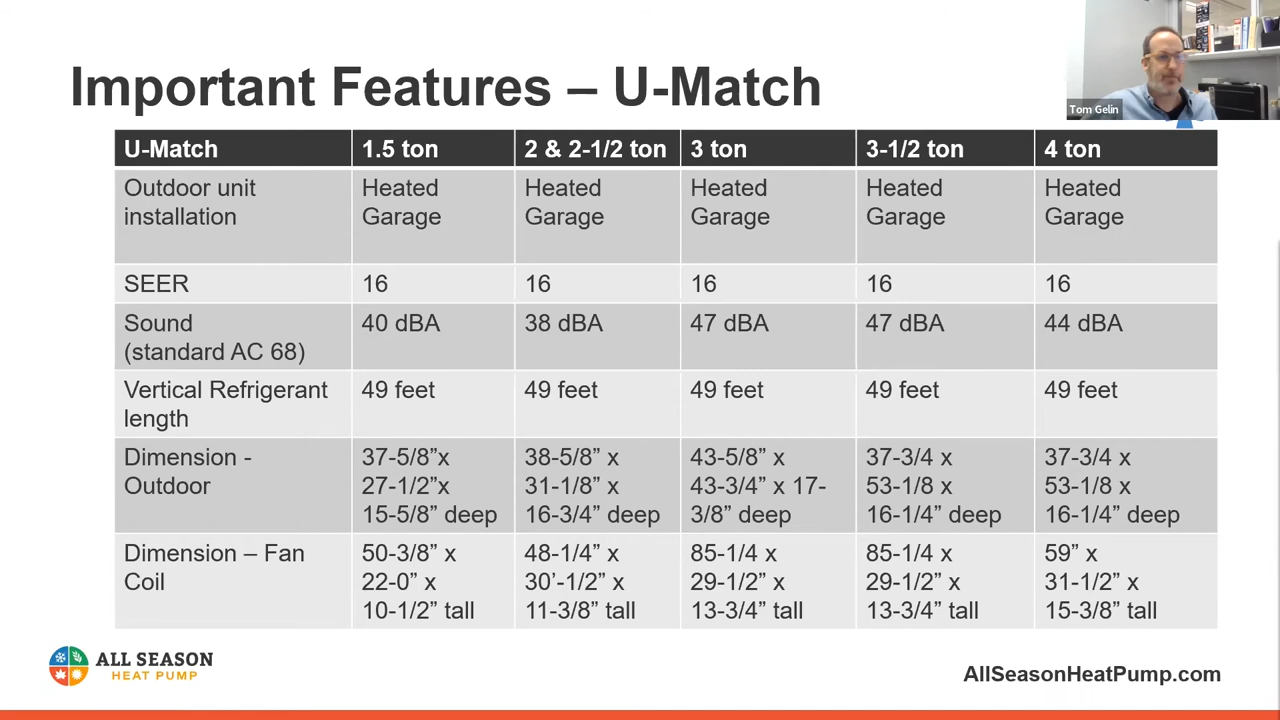 Important Features – U-Match
Tom Gelin
U-Match 1.5 ton 2 & 2-1/2 ton 3 ton 3-1/2 ton 4 ton
Outdoor unit Heated Heated Heated Heated Heated
installation Garage Garage Garage Garage Garage
SEER 16 16 16 16 16
Sound 40 dBA 38 dBA 47 dBA 47 dBA 44 dBA
(standard AC 68)
Vertical Refrigerant 49 feet 49 feet 49 feet 49 feet 49 feet
length
Dimension - 37-5/8”x 38-5/8” x 43-5/8” x 37-3/4 x 37-3/4 x
Outdoor 27-1/2”x 31-1/8” x 43-3/4” x 17- 53-1/8 x 53-1/8 x
15-5/8” deep 16-3/4” deep 3/8” deep 16-1/4” deep 16-1/4” deep
Dimension – Fan 50-3/8” x 48-1/4” x 85-1/4 x 85-1/4 x 59” x
Coil 22-0” x 30’-1/2” x 29-1/2” x 29-1/2” x 31-1/2” x
10-1/2” tall 11-3/8” tall 13-3/4” tall 13-3/4” tall 15-3/8” tall
ALL SEASON
HEAT PUMP
AllSeasonHeatPump.com